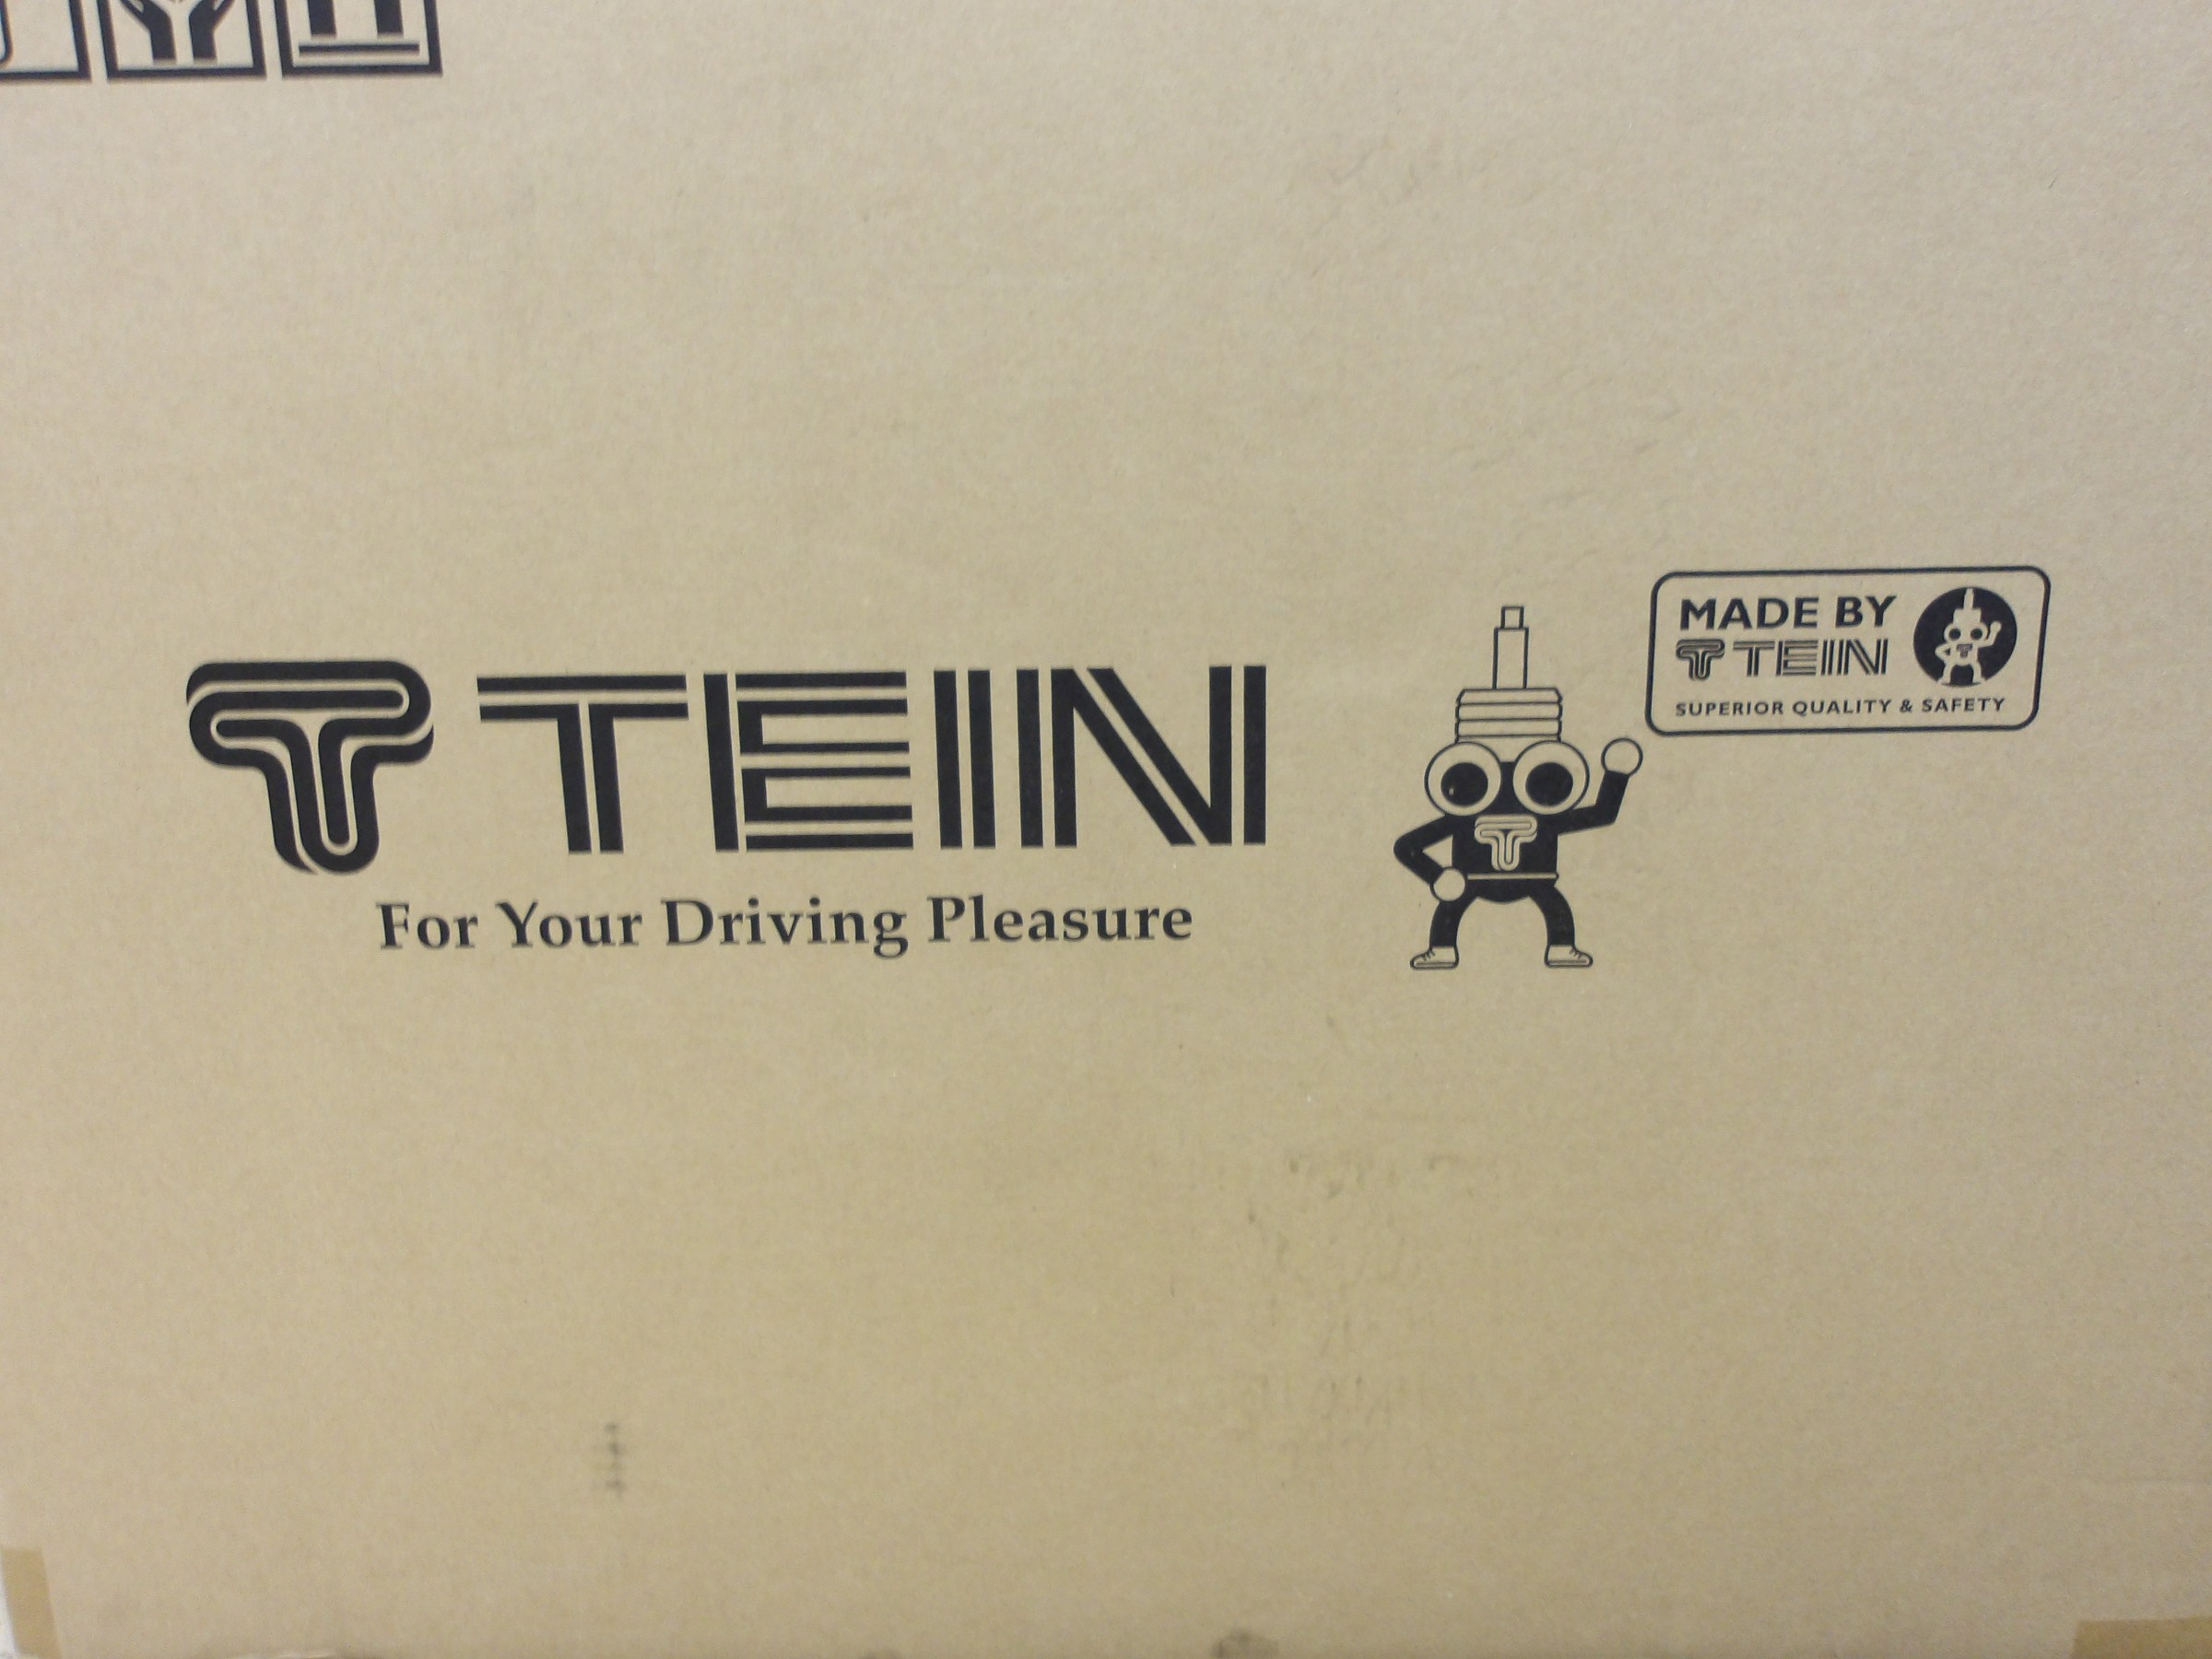 TEIN
For Your Driving Pleasure
MADE BY
TEIN
SUPERIOR QUALITY & SAFETY